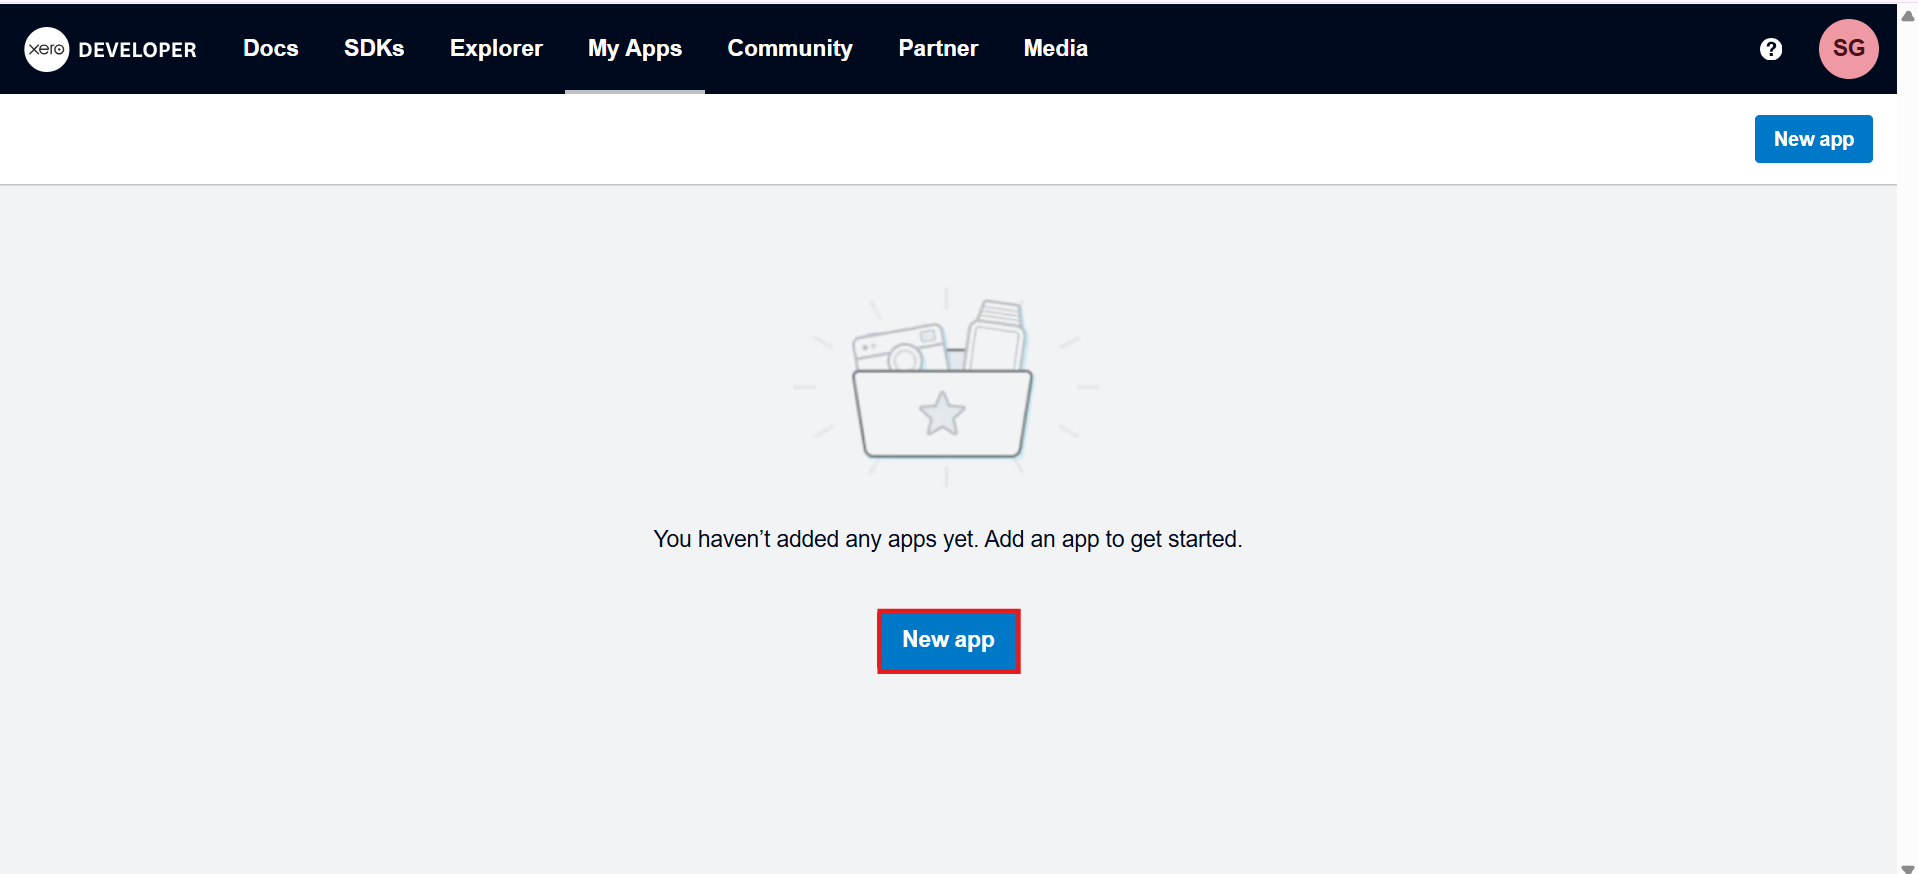 xero DEVELOPER Docs SDKs Explorer My Apps Community Partner Media ? SG
New app
You haven’t added any apps yet. Add an app to get started.
New app